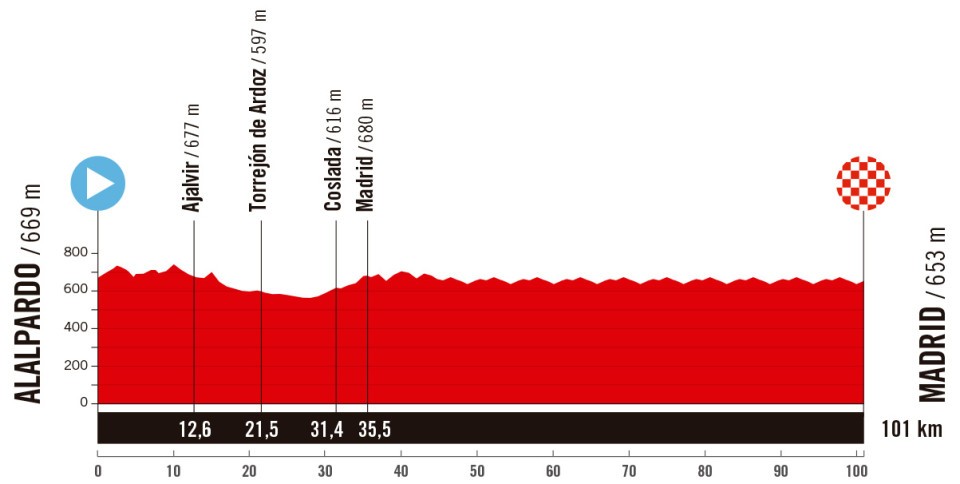 ALALPARDO / 669 m
Ajalvir / 677 m
Torrejón de Ardoz / 597 m
Coslada / 616 m
Madrid / 680 m
MADRID / 653 m
800
600
400
200
0
12,6 21,5 31,4 35,5 101 km
0 10 20 30 40 50 60 70 80 90 100